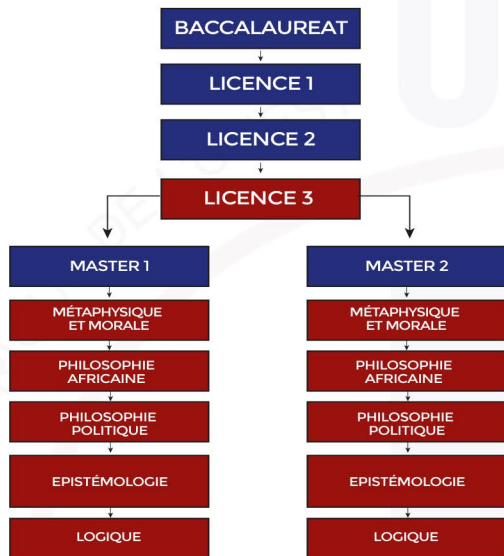 BACCALAUREAT
LICENCE 1
LICENCE 2
LICENCE 3
MASTER 1
MÉTAPHYSIQUE
ET MORALE
PHILOSOPHIE
AFRICAINE
PHILOSOPHIE
POLITIQUE
EPISTÉMOLOGIE
LOGIQUE
MASTER 2
MÉTAPHYSIQUE
ET MORALE
PHILOSOPHIE
AFRICAINE
PHILOSOPHIE
POLITIQUE
EPISTÉMOLOGIE
LOGIQUE